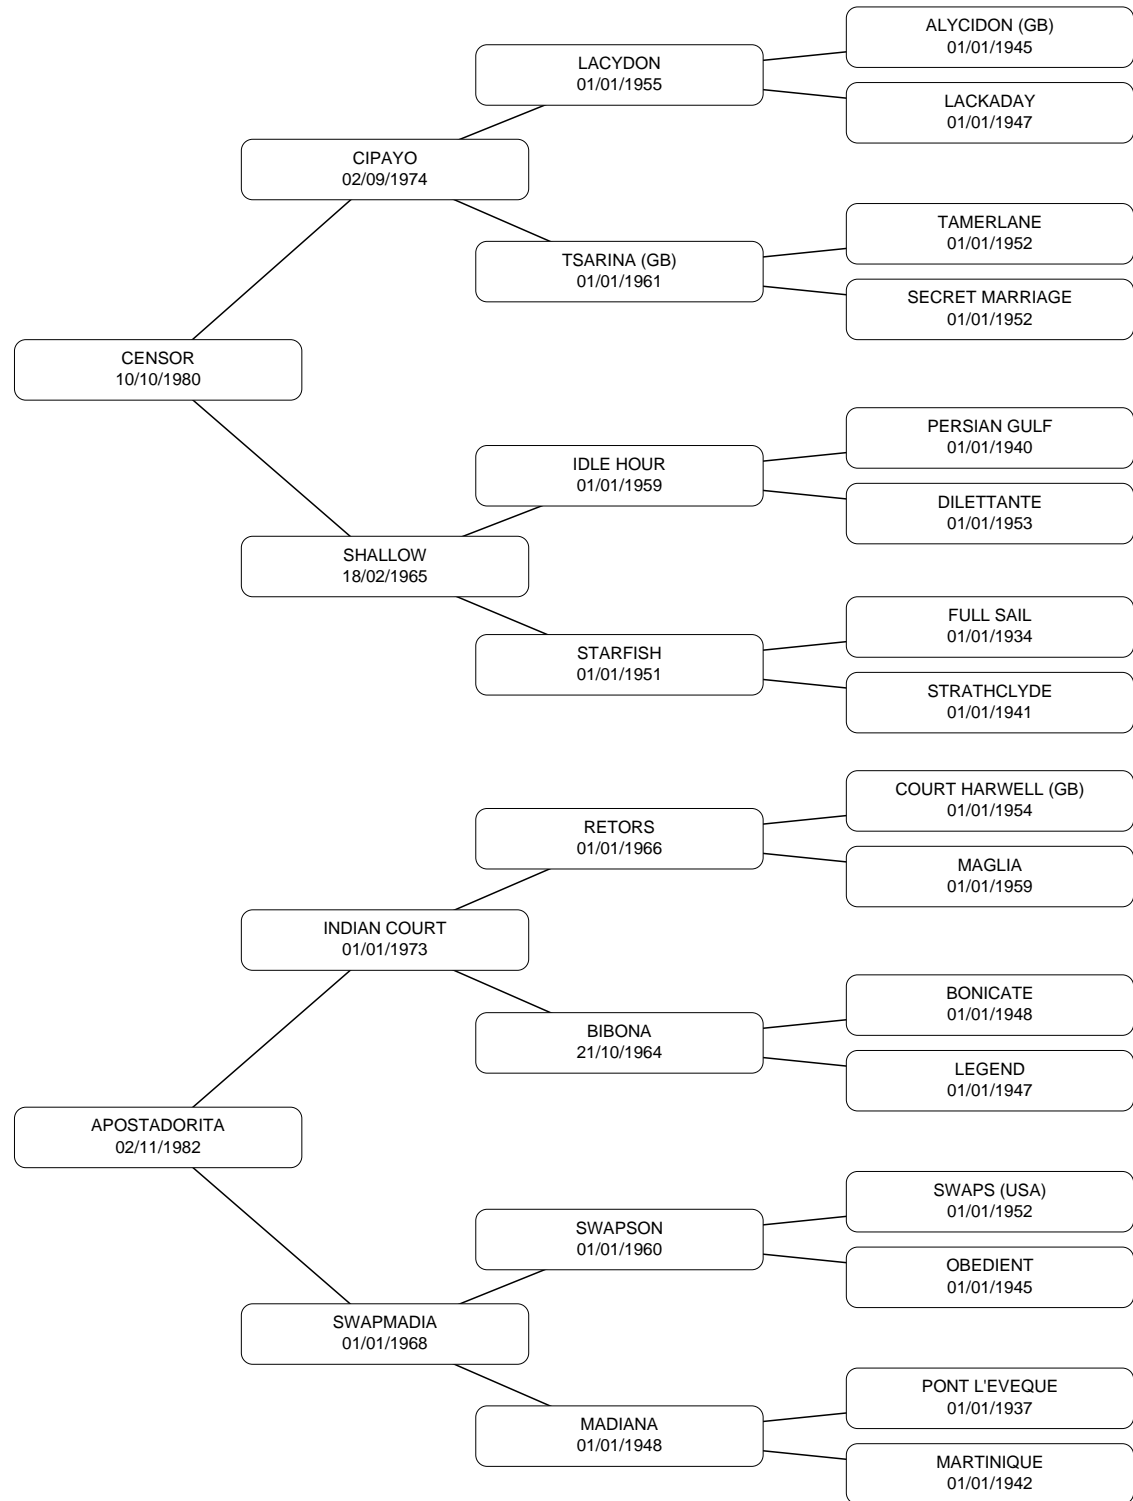 ALYCIDON (GB)
01/01/1945
LACYDON
01/01/1955
LACKADAY
01/01/1947
CIPAYO
02/09/1974
TAMERLANE
01/01/1952
TSARINA (GB)
01/01/1961
SECRET MARRIAGE
01/01/1952
CENSOR
10/10/1980
PERSIAN GULF
01/01/1940
IDLE HOUR
01/01/1959
DILETTANTE
01/01/1953
SHALLOW
18/02/1965
FULL SAIL
01/01/1934
STARFISH
01/01/1951
STRATHCLYDE
01/01/1941
COURT HARWELL (GB)
01/01/1954
RETORS
01/01/1966
MAGLIA
01/01/1959
INDIAN COURT
01/01/1973
BONICATE
01/01/1948
BIBONA
21/10/1964
LEGEND
01/01/1947
APOSTADORITA
02/11/1982
SWAPS (USA)
01/01/1952
SWAPSON
01/01/1960
OBEDIENT
01/01/1945
SWAPMADIA
01/01/1968
PONT L'EVEQUE
01/01/1937
MADIANA
01/01/1948
MARTINIQUE
01/01/1942